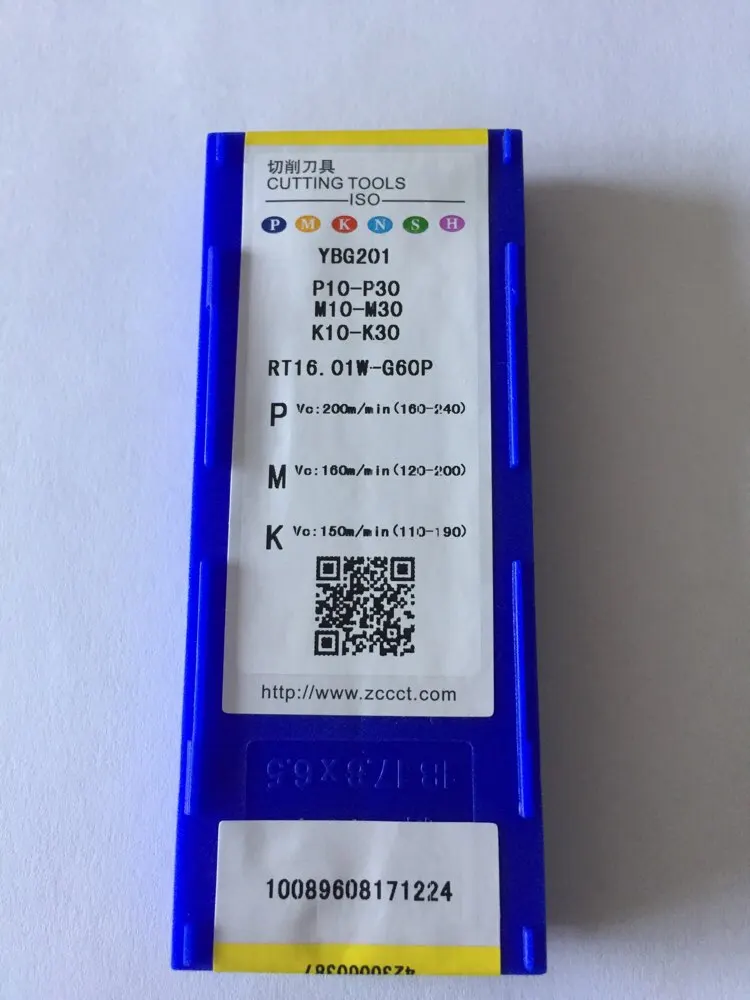 切削刀具
CUTTING TOOLS
ISO
P M K N S H
YBG201
P10-P30
M10-M30
K10-K30
RT16.01W-G60P
P Vc:200m/min(160-240)
M Vc:160m/min(120-200)
K Vc:150m/min(110-190)
http://www.zccct.com
10089608171224